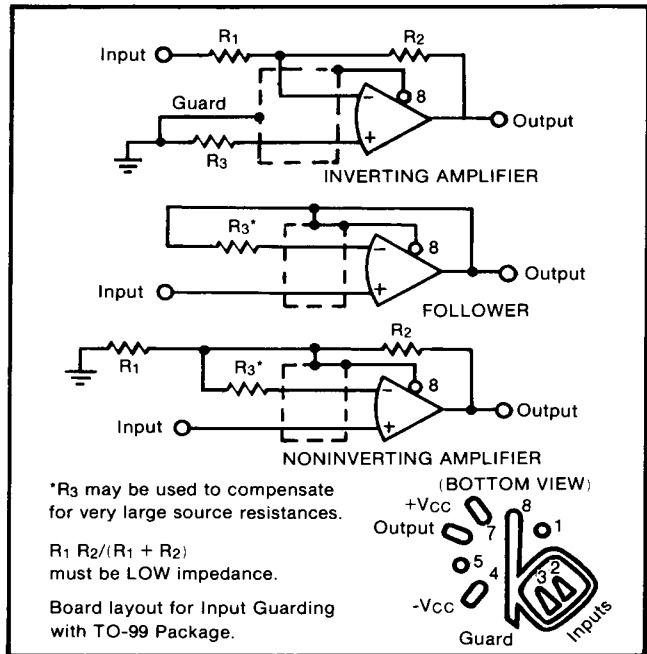 R1
R2
Input
8
Guard
−
+
Output
R3
INVERTING AMPLIFIER
R3*
−
8
+
Output
Input
FOLLOWER
R1
R2
R3*
−
8
+
Output
Input
NONINVERTING AMPLIFIER
*R3 may be used to compensate
for very large source resistances.
R1 R2/(R1 + R2)
must be LOW impedance.
Board layout for Input Guarding
with TO-99 Package.
(BOTTOM VIEW)
+VCC
8
1
Output
7
5
4
3
2
-VCC
Guard
Inputs